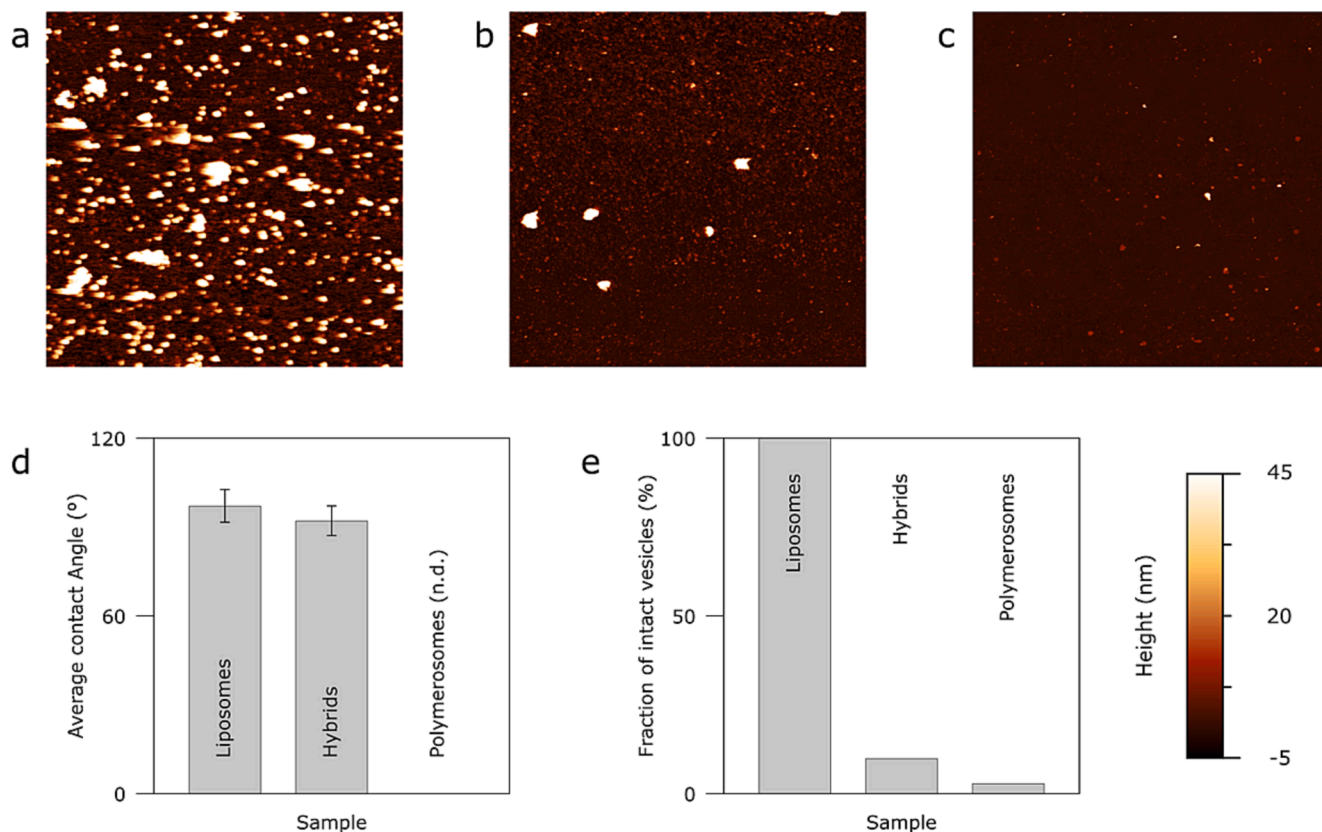 a
b
c
d
Average contact Angle (º)
120
60
0
Liposomes
Hybrids
Polymerosomes (n.d.)
Sample
e
Fraction of intact vesicles (%)
100
50
0
Liposomes
Hybrids
Polymerosomes
Sample
Height (nm)
45
20
-5